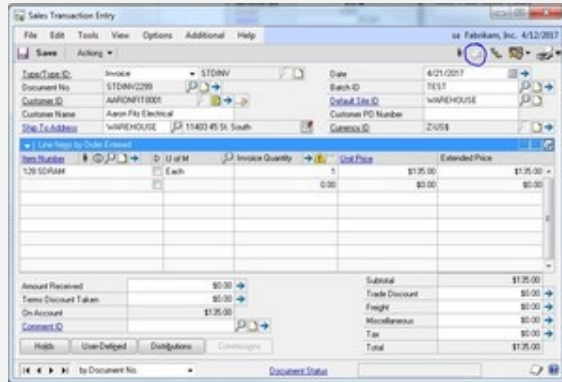 Sales Transaction Entry
File Edit Tools View Options Additional Help sa Fabrikam, Inc. 4/12/2017
Save Actions
Type/Type ID: Invoice STDINV Date 4/21/2017
Document No. STDINV2299 Batch ID TEST
Customer ID AARONFIT0001 Default Site ID WAREHOUSE
Customer Name Aaron Fitz Electrical Customer PO Number
Ship To Address WAREHOUSE 11403 45 St. South Currency ID Z-US$
Line Items by Order Entered
Item Number D U of M Invoice Quantity Unit Price Extended Price
128 SDRAM Each 1 $135.00 $135.00
0.00 $0.00 $0.00
Amount Received $0.00 Subtotal $135.00
Terms Discount Taken $0.00 Trade Discount $0.00
On Account $135.00 Freight $0.00
Comment ID Miscellaneous $0.00
Tax $0.00
Holds User-Defined Distributions Commissions Total $135.00
by Document No. Document Status